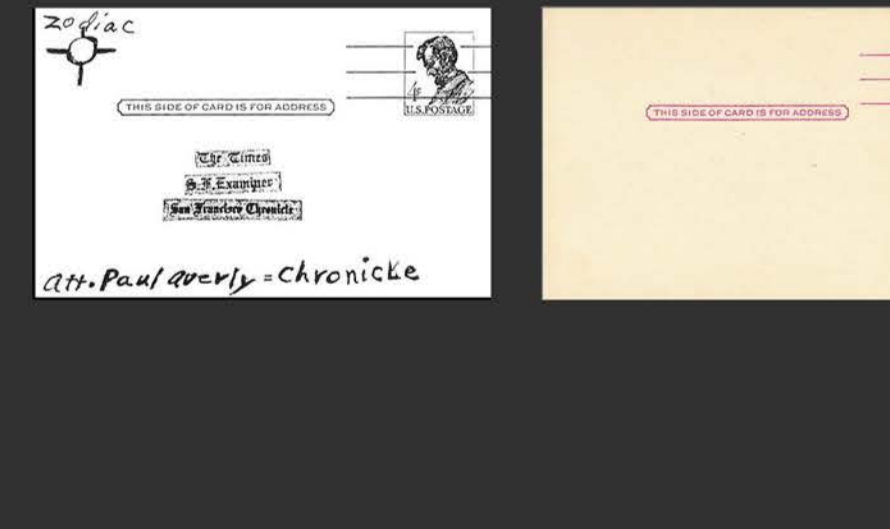 Zodiac
4¢
U.S. POSTAGE
THIS SIDE OF CARD IS FOR ADDRESS
The Times
S.F. Examiner
San Francisco Chronicle
att. Paul averly = Chronicke
THIS SIDE OF CARD IS FOR ADDRESS